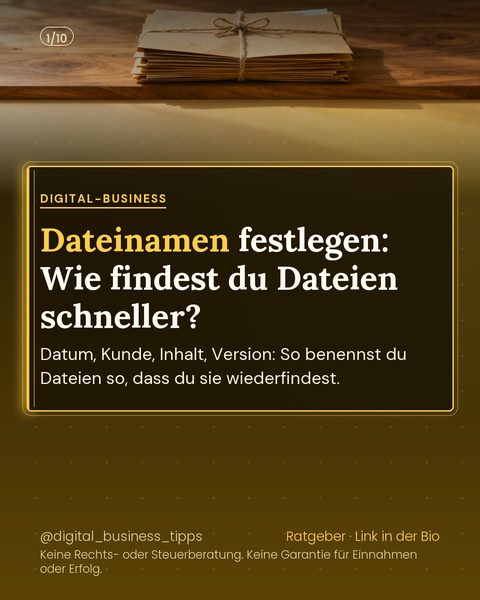 1/10
DIGITAL-BUSINESS
Dateinamen festlegen:
Wie findest du Dateien
schneller?
Datum, Kunde, Inhalt, Version: So benennst du
Dateien so, dass du sie wiederfindest.
@digital_business_tipps
Ratgeber · Link in der Bio
Keine Rechts- oder Steuerberatung. Keine Garantie für Einnahmen
oder Erfolg.